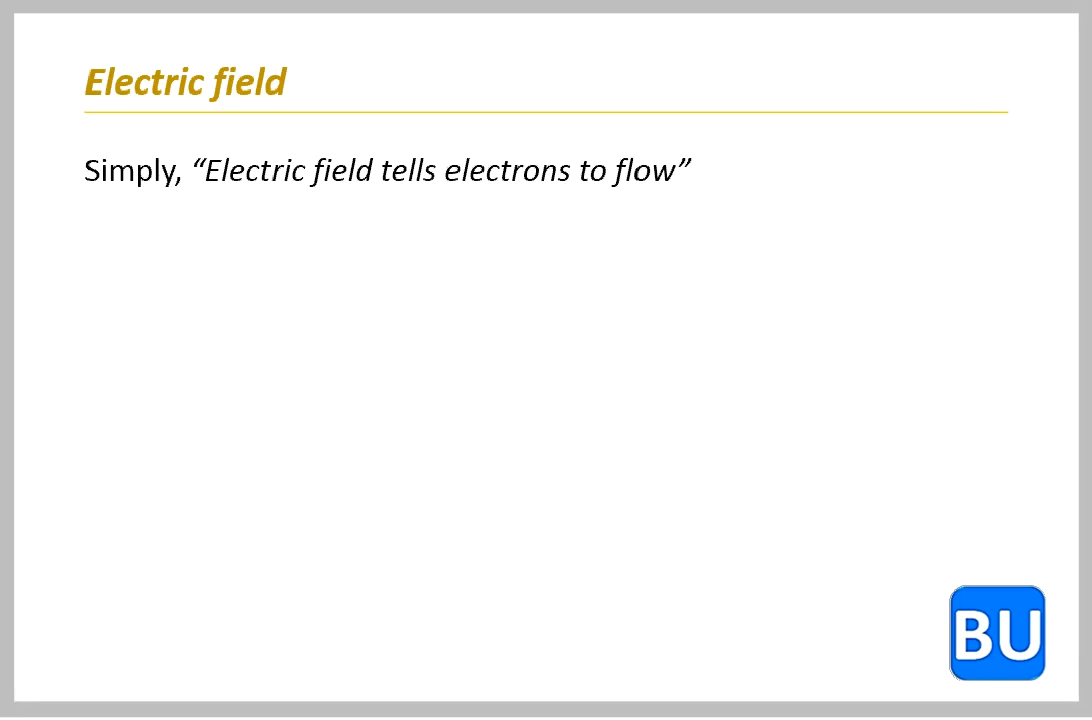 Electric field
Simply, “Electric field tells electrons to flow”
BU